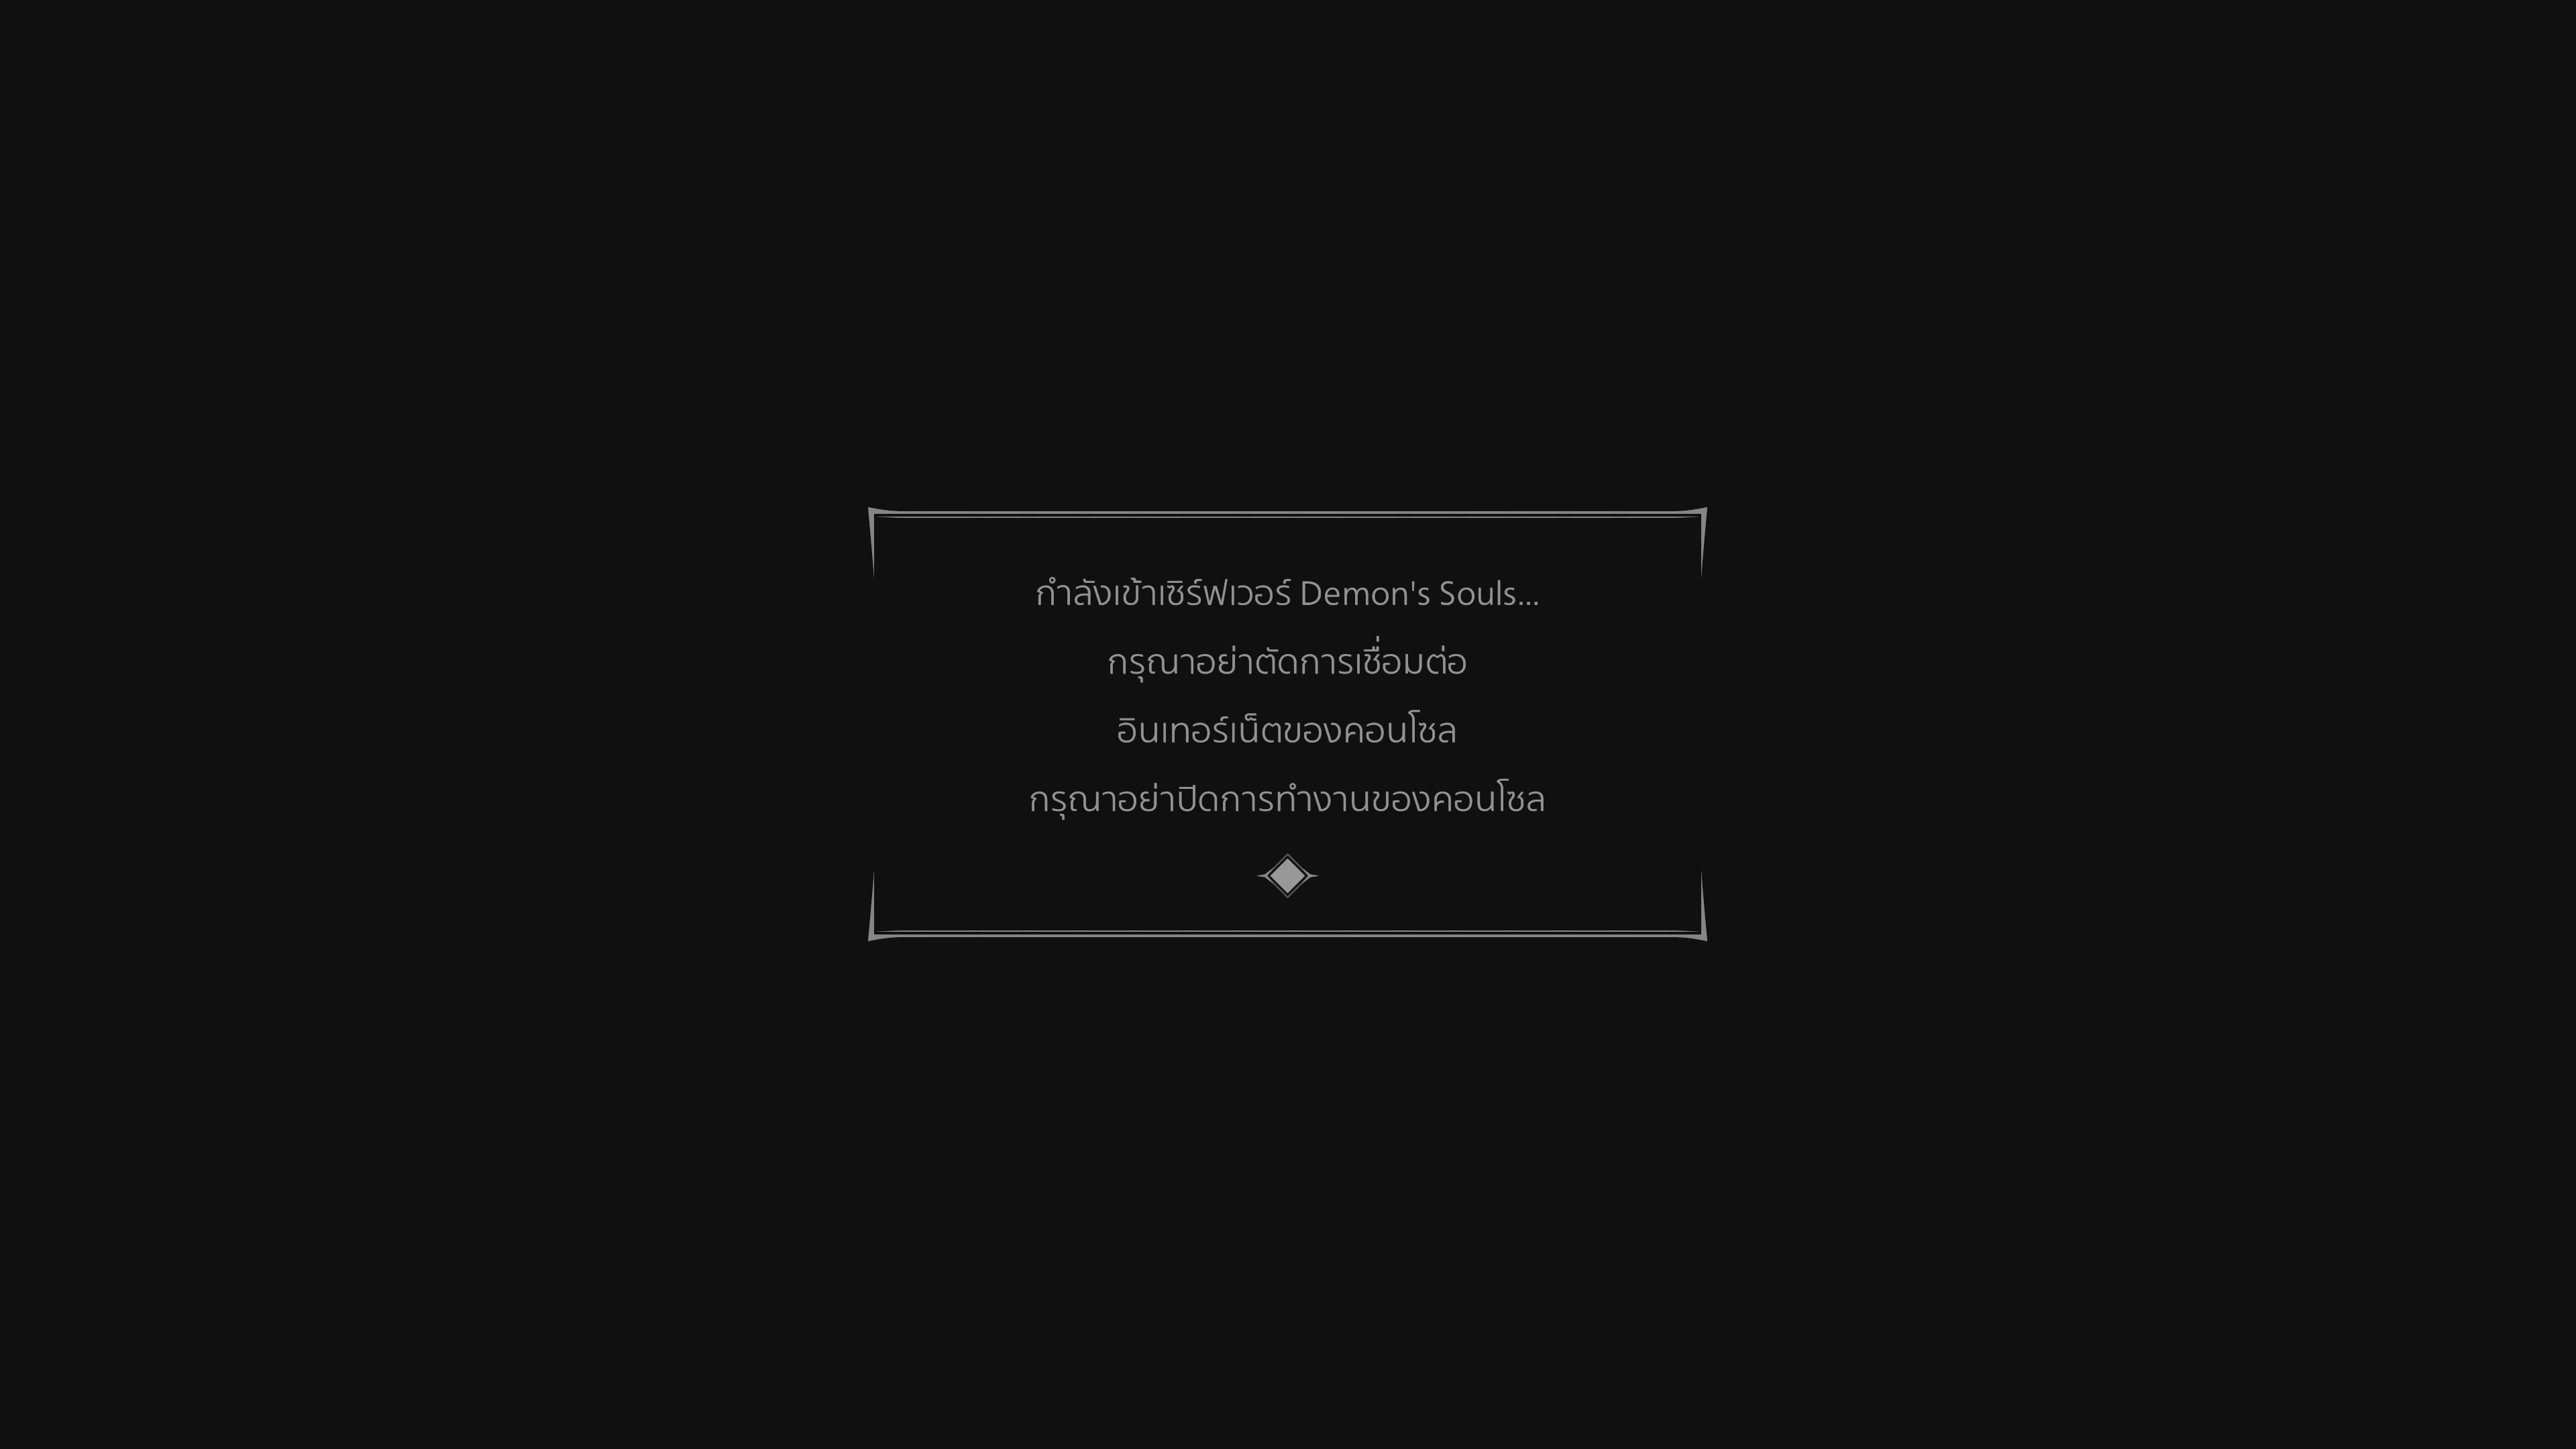 กำลังเข้าเซิร์ฟเวอร์ Demon's Souls...
กรุณาอย่าตัดการเชื่อมต่อ
อินเทอร์เน็ตของคอนโซล
กรุณาอย่าปิดการทำงานของคอนโซล